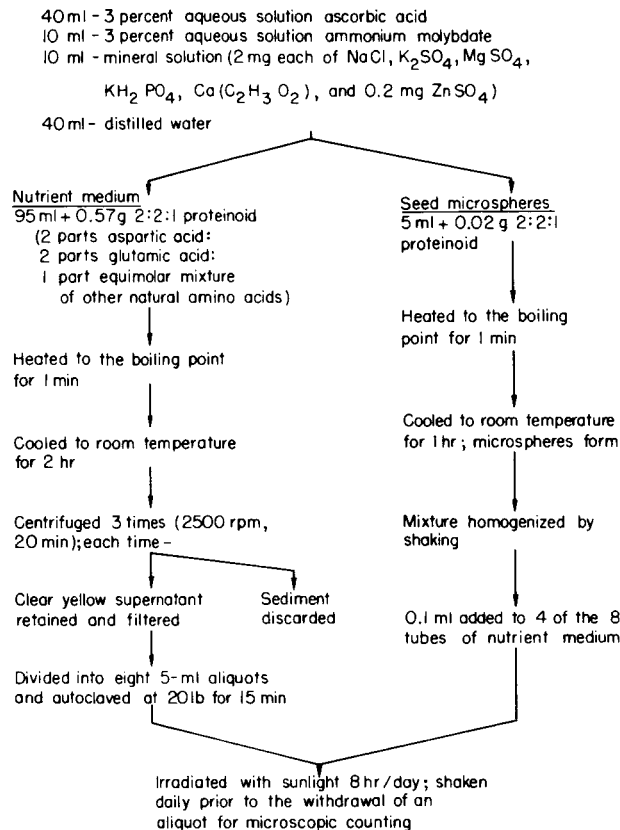 40 ml - 3 percent aqueous solution ascorbic acid
10 ml - 3 percent aqueous solution ammonium molybdate
10 ml - mineral solution (2 mg each of NaCl, K₂SO₄, MgSO₄,
KH₂ PO₄, Ca(C₂H₃ O₂), and 0.2 mg ZnSO₄)
40 ml - distilled water
Nutrient medium
95 ml + 0.57g 2:2:1 proteinoid
(2 parts aspartic acid:
2 parts glutamic acid:
1 part equimolar mixture
of other natural amino acids)
Heated to the boiling point
for 1 min
Cooled to room temperature
for 2 hr
Centrifuged 3 times (2500 rpm,
20 min); each time -
Clear yellow supernatant
retained and filtered
Sediment
discarded
Divided into eight 5-ml aliquots
and autoclaved at 20 lb for 15 min
Seed microspheres
5 ml + 0.02 g 2:2:1
proteinoid
Heated to the boiling
point for 1 min
Cooled to room temperature
for 1 hr; microspheres form
Mixture homogenized by
shaking
0.1 ml added to 4 of the 8
tubes of nutrient medium
Irradiated with sunlight 8 hr/day; shaken
daily prior to the withdrawal of an
aliquot for microscopic counting